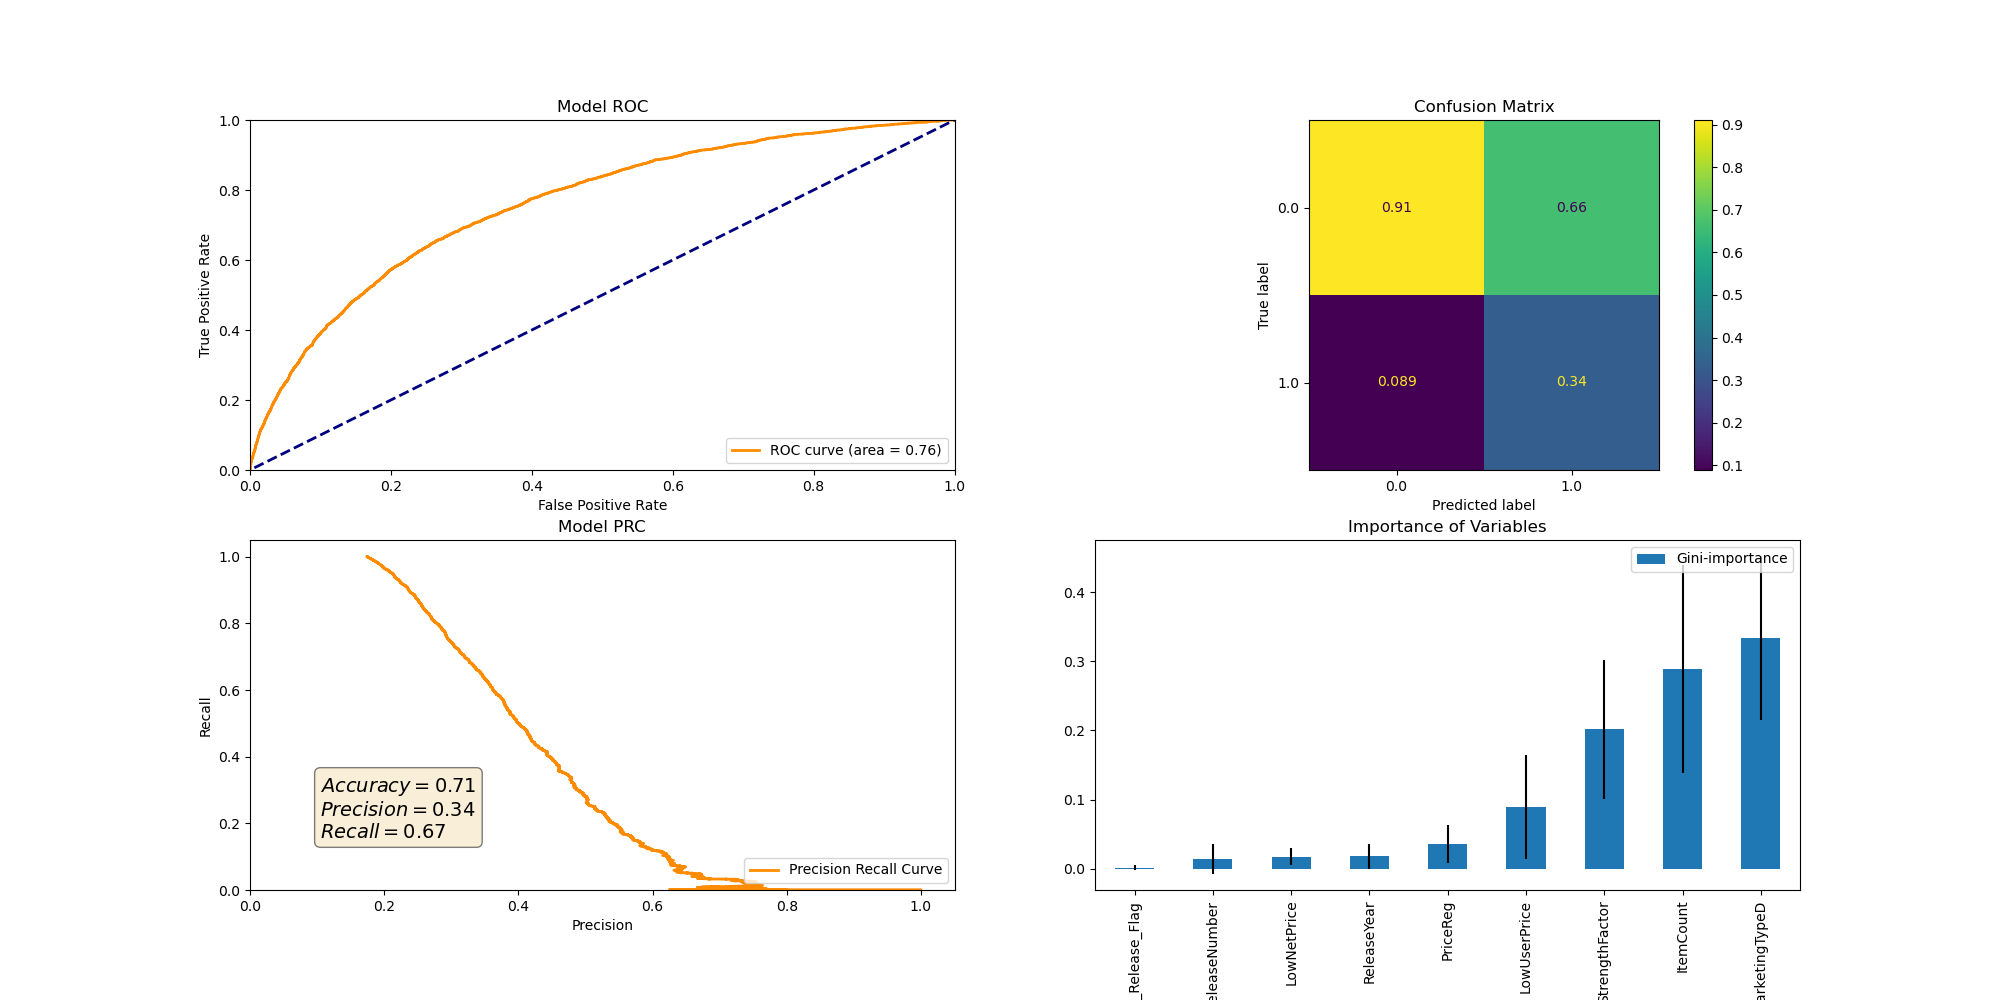 Model ROC
1.0
0.8
0.6
0.4
0.2
0.0
True Positive Rate
ROC curve (area = 0.76)
0.0 0.2 0.4 0.6 0.8 1.0
False Positive Rate
Confusion Matrix
0.0
1.0
True label
0.91 0.66
0.089 0.34
0.0 1.0
Predicted label
0.9
0.8
0.7
0.6
0.5
0.4
0.3
0.2
0.1
Model PRC
1.0
0.8
0.6
0.4
0.2
0.0
Recall
Accuracy = 0.71
Precision = 0.34
Recall = 0.67
Precision Recall Curve
0.0 0.2 0.4 0.6 0.8 1.0
Precision
Importance of Variables
Gini-importance
0.4
0.3
0.2
0.1
0.0
_Release_Flag
eleaseNumber
LowNetPrice
ReleaseYear
PriceReg
LowUserPrice
StrengthFactor
ItemCount
arketingTypeD